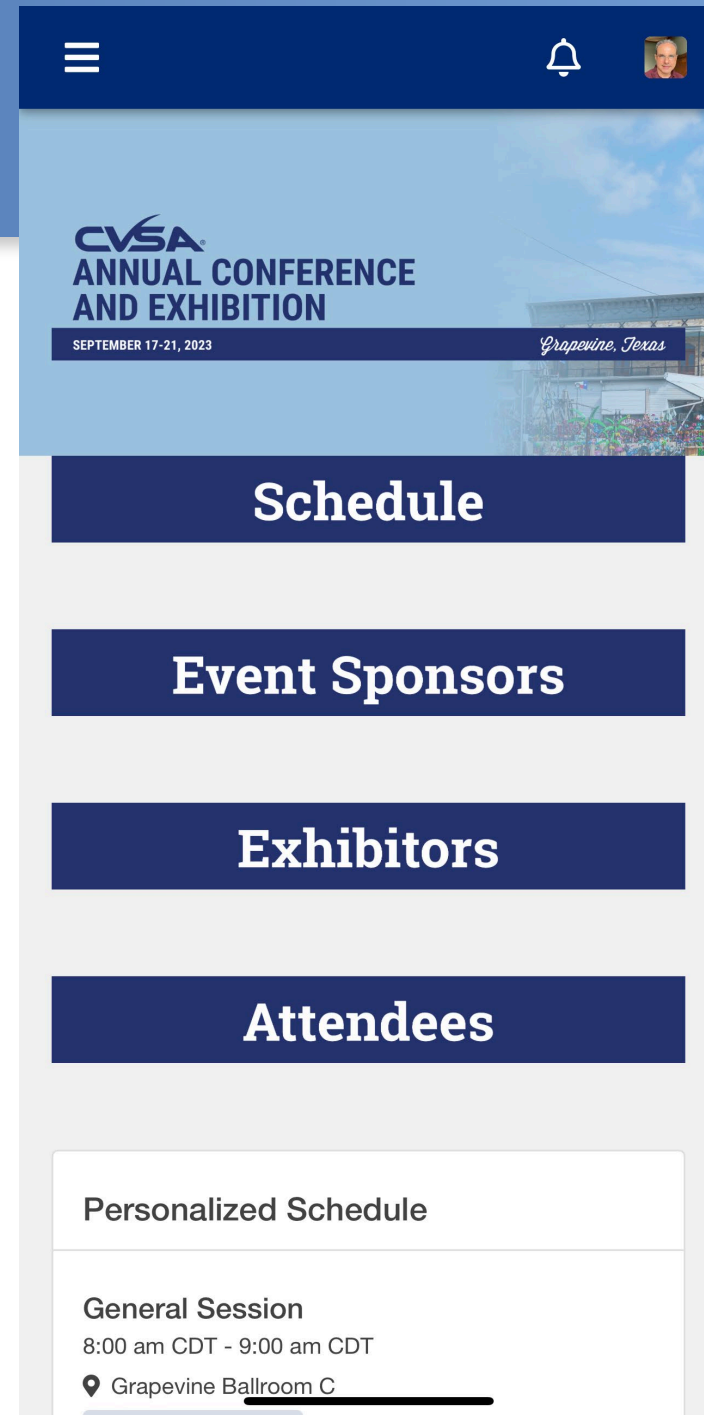 CVSA®
ANNUAL CONFERENCE
AND EXHIBITION
SEPTEMBER 17-21, 2023
Grapevine, Texas
Schedule
Event Sponsors
Exhibitors
Attendees
Personalized Schedule
General Session
8:00 am CDT - 9:00 am CDT
Grapevine Ballroom C